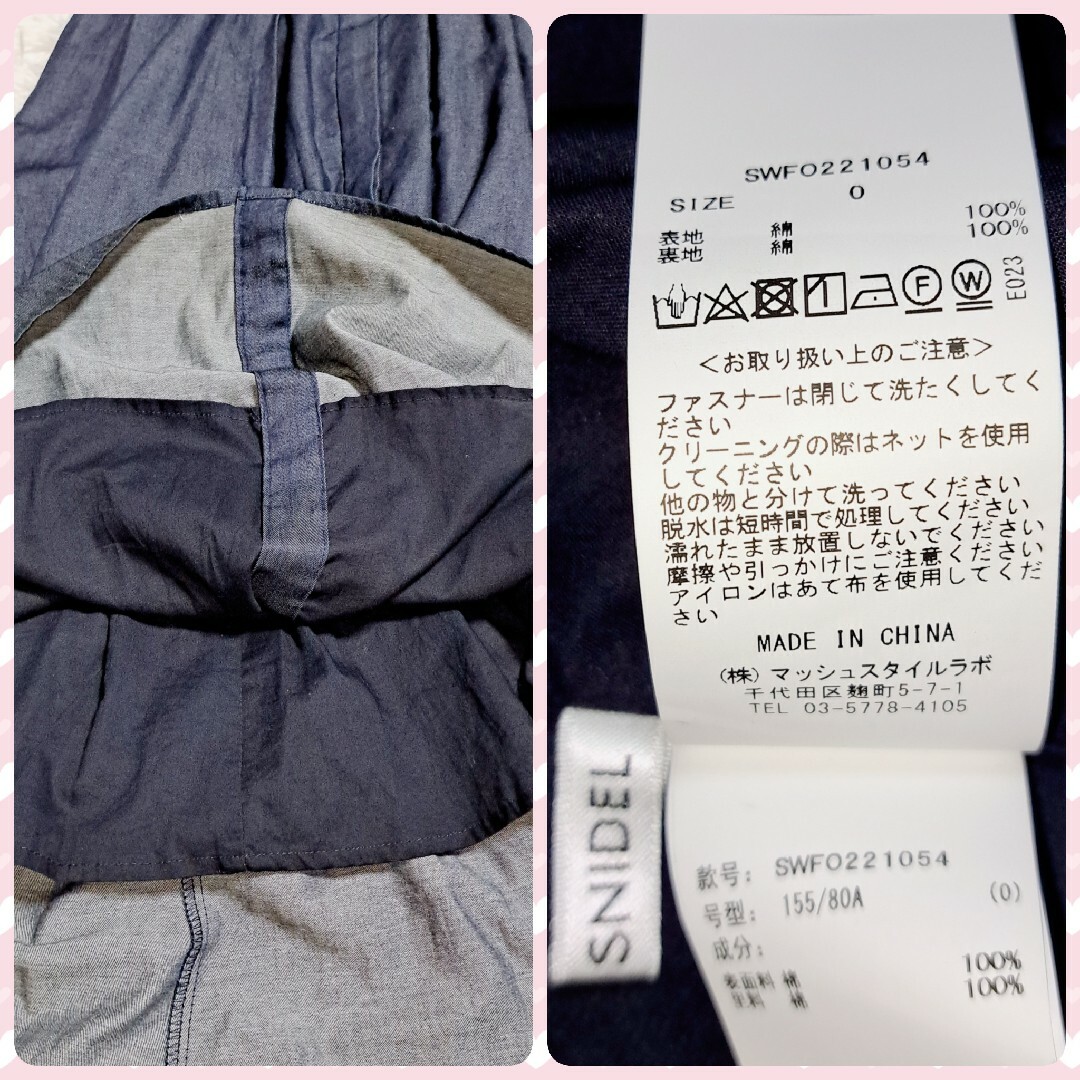 SWFO221054
SIZE 0
表地 綿 100%
裏地 綿 100%
F W
E023
<お取り扱い上のご注意>
ファスナーは閉じて洗たくしてく
ださい
クリーニングの際はネットを使用
してください
他の物と分けて洗ってください
脱水は短時間で処理してください
濡れたまま放置しないでください
摩擦や引っかけにご注意ください
アイロンはあて布を使用してくだ
さい
MADE IN CHINA
(株) マッシュスタイルラボ
千代田区麹町5-7-1
TEL 03-5778-4105
SNIDEL
款号: SWFO221054
号型: 155/80A (0)
成分:
表面料 棉 100%
里料 棉 100%